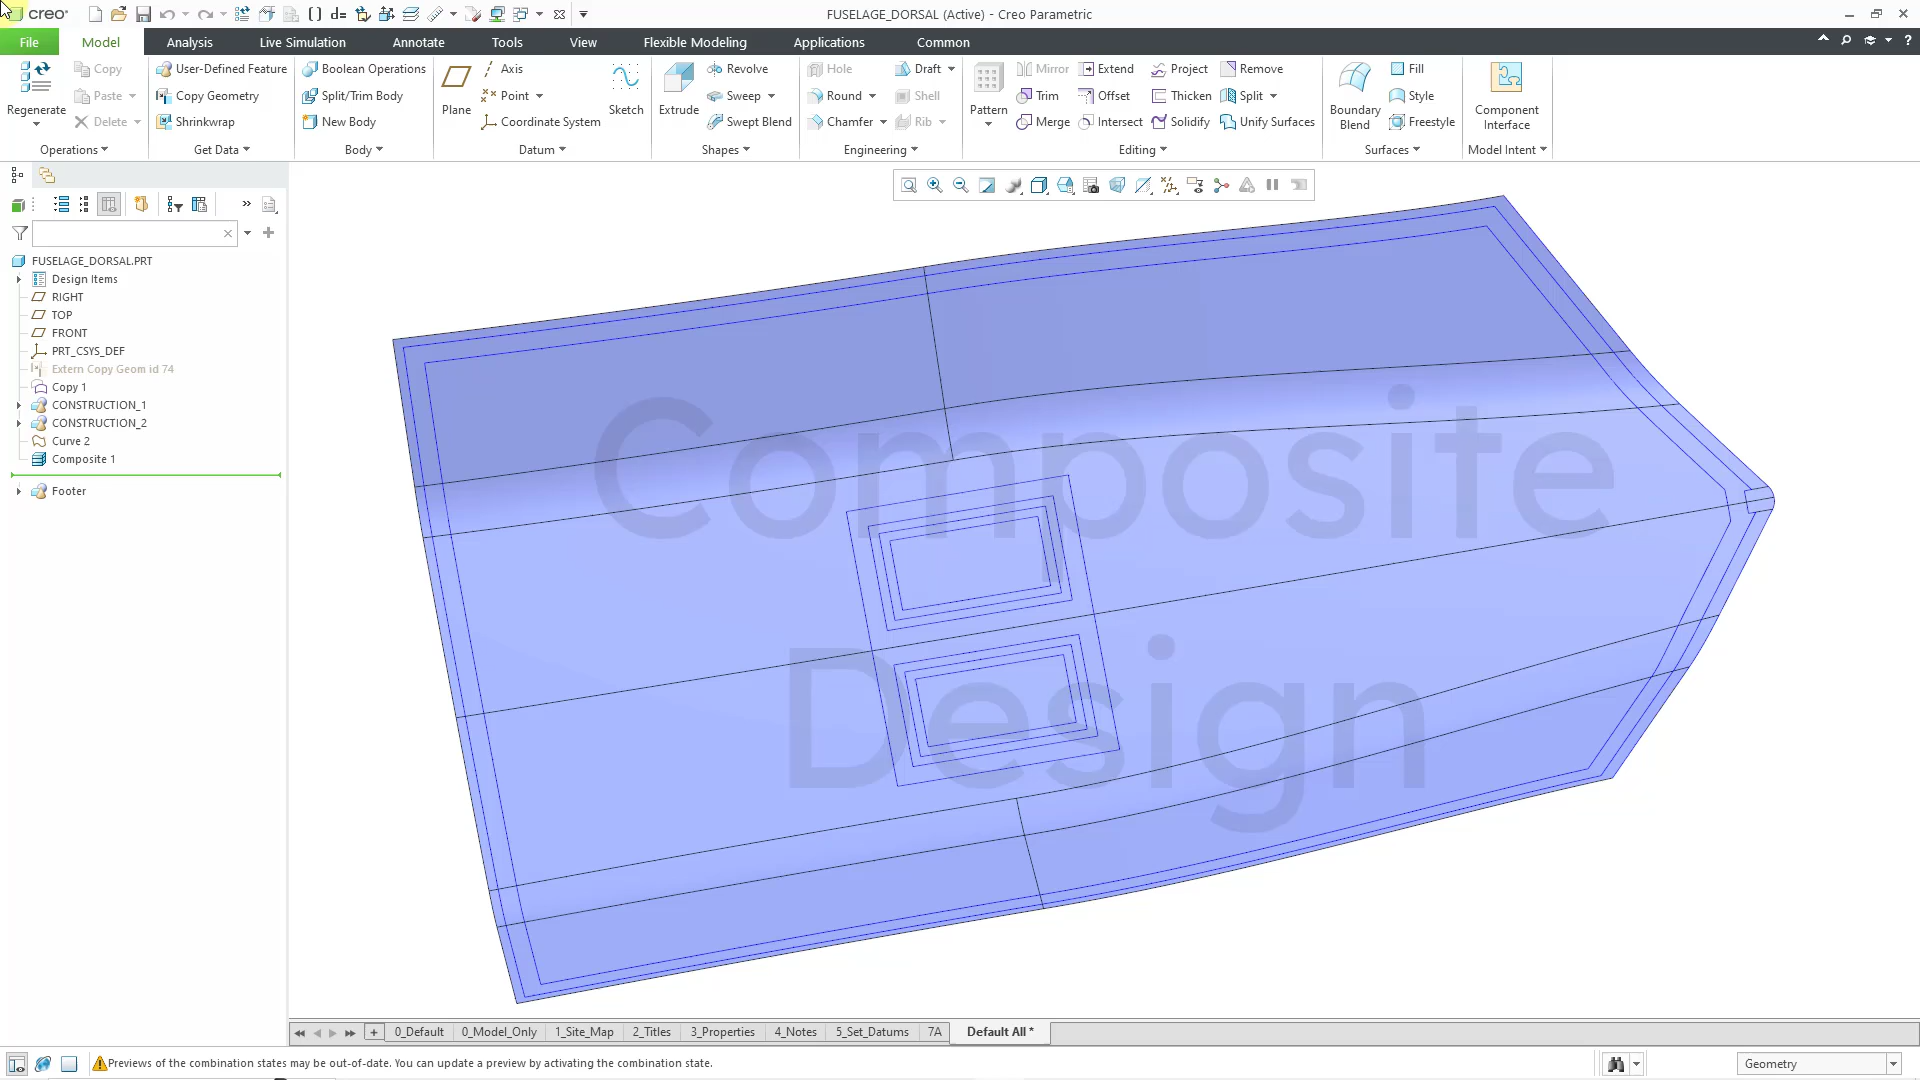 creo
FUSELAGE_DORSAL (Active) - Creo Parametric
File Model Analysis Live Simulation Annotate Tools View Flexible Modeling Applications Common
Regenerate
Copy
Paste
Delete
Operations
User-Defined Feature
Copy Geometry
Shrinkwrap
Get Data
Boolean Operations
Split/Trim Body
New Body
Body
Plane
Axis
Point
Coordinate System
Sketch
Datum
Extrude
Revolve
Sweep
Swept Blend
Shapes
Hole
Round
Chamfer
Draft
Shell
Rib
Engineering
Pattern
Mirror
Trim
Merge
Extend
Offset
Intersect
Project
Thicken
Solidify
Remove
Split
Unify Surfaces
Editing
Boundary
Blend
Fill
Style
Freestyle
Surfaces
Component
Interface
Model Intent
FUSELAGE_DORSAL.PRT
Design Items
RIGHT
TOP
FRONT
PRT_CSYS_DEF
Extern Copy Geom id 74
Copy 1
CONSTRUCTION_1
CONSTRUCTION_2
Curve 2
Composite 1
Footer
Composite
Design
0_Default 0_Model_Only 1_Site_Map 2_Titles 3_Properties 4_Notes 5_Set_Datums 7A Default All *
Previews of the combination states may be out-of-date. You can update a preview by activating the combination state.
Geometry